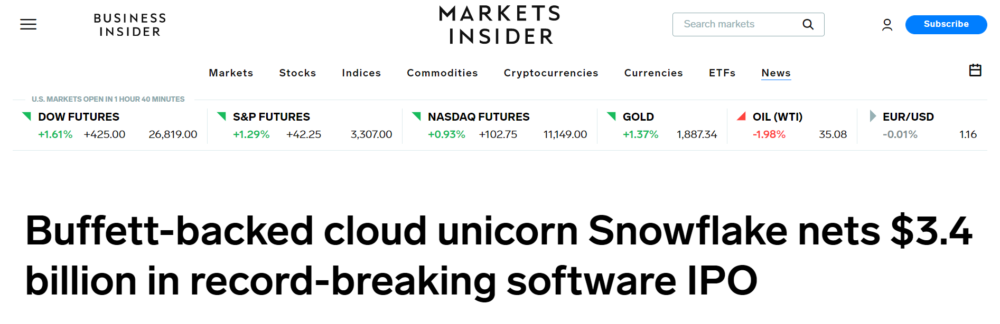 BUSINESS
INSIDER
MARKETS
INSIDER
Search markets
Subscribe
Markets Stocks Indices Commodities Cryptocurrencies Currencies ETFs News
U.S. MARKETS OPEN IN 1 HOUR 40 MINUTES
DOW FUTURES
+1.61% +425.00 26,819.00
S&P FUTURES
+1.29% +42.25 3,307.00
NASDAQ FUTURES
+0.93% +102.75 11,149.00
GOLD
+1.37% 1,887.34
OIL (WTI)
-1.98% 35.08
EUR/USD
-0.01% 1.16
Buffett-backed cloud unicorn Snowflake nets $3.4
billion in record-breaking software IPO